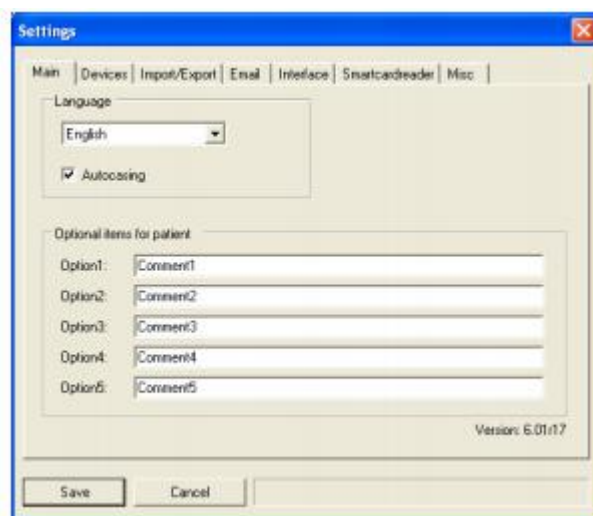 Settings
Main Devices Import/Export Email Interface Smartcardreader Misc
Language
English
Autocasing
Optional items for patient
Option1: Comment1
Option2: Comment2
Option3: Comment3
Option4: Comment4
Option5: Comment5
Version: 6.01r17
Save Cancel